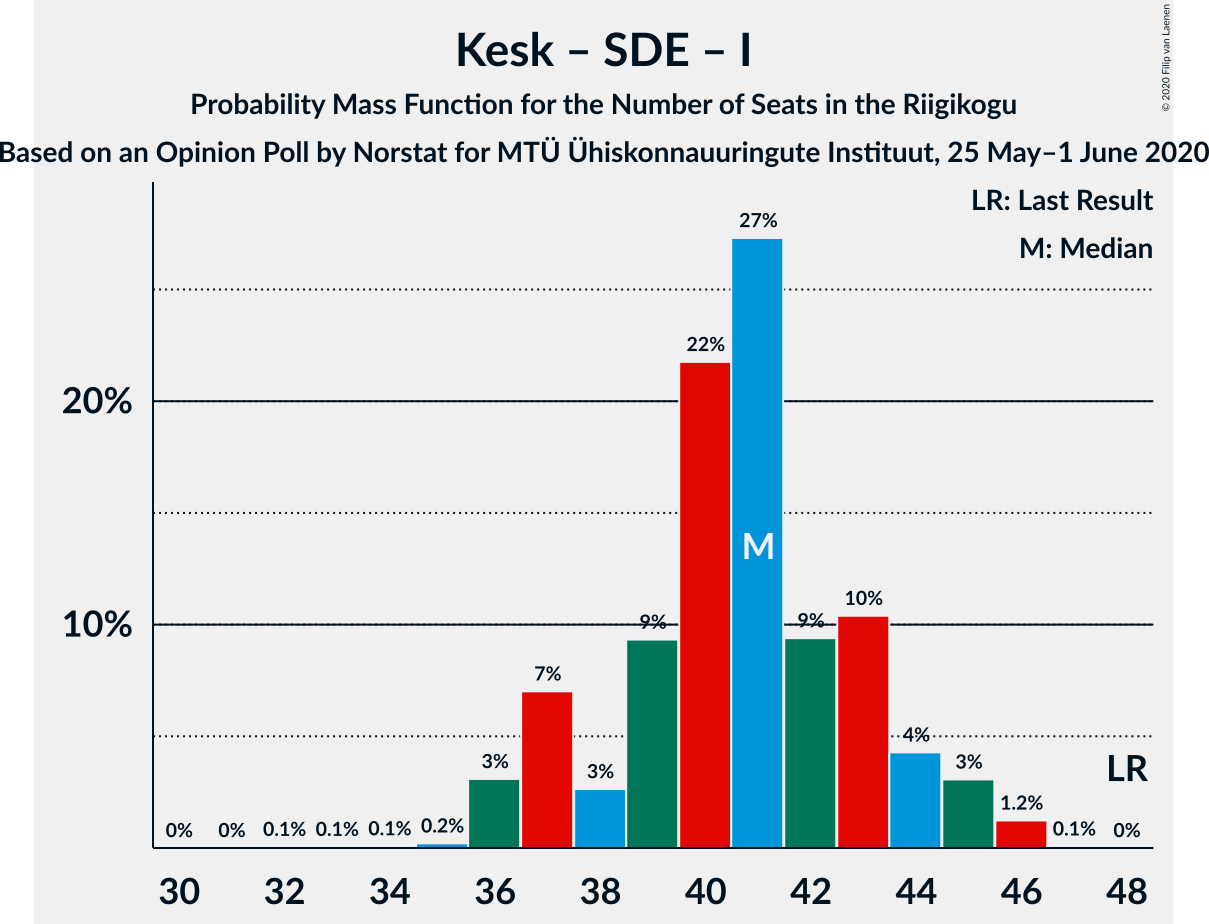 Kesk – SDE – I
Probability Mass Function for the Number of Seats in the Riigikogu
Based on an Opinion Poll by Norstat for MTÜ Ühiskonnauuringute Instituut, 25 May–1 June 2020
© 2020 Filip van Laenen
LR: Last Result
M: Median
27%
22%
20%
M
10%
10%
9%
9%
7%
4%
3%
3%
3%
LR
1.2%
0% 0% 0.1% 0.1% 0.1% 0.2% 0.1% 0%
30 32 34 36 38 40 42 44 46 48